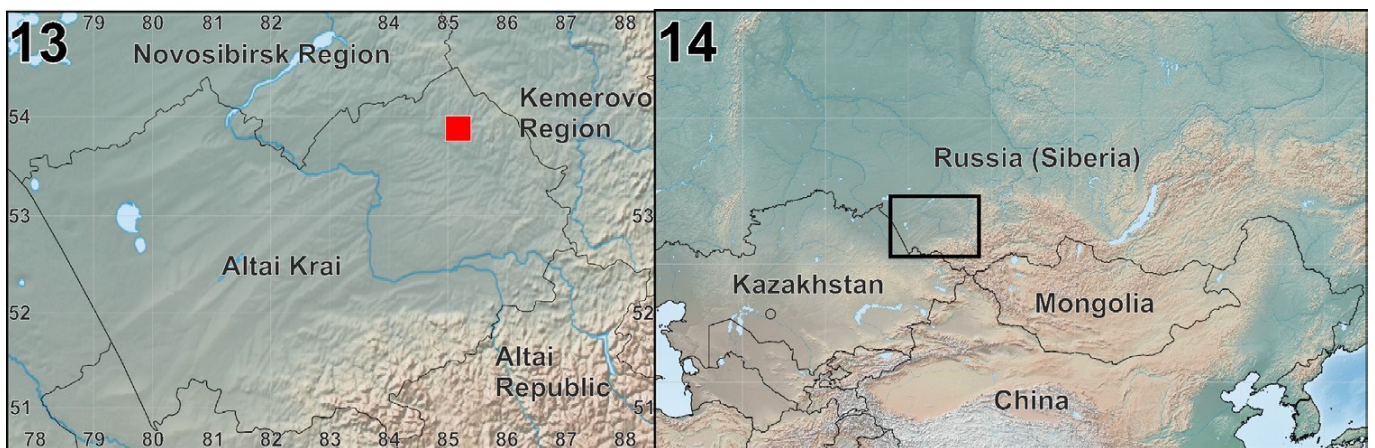 13
79 80 81 82 83 84 85 86 87 88
Novosibirsk Region
54
Kemerovo
Region
53
53
Altai Krai
52
52
Altai
Republic
51
51
78 79 80 81 82 83 84 85 86 87 88
14
Russia (Siberia)
Kazakhstan
Mongolia
China